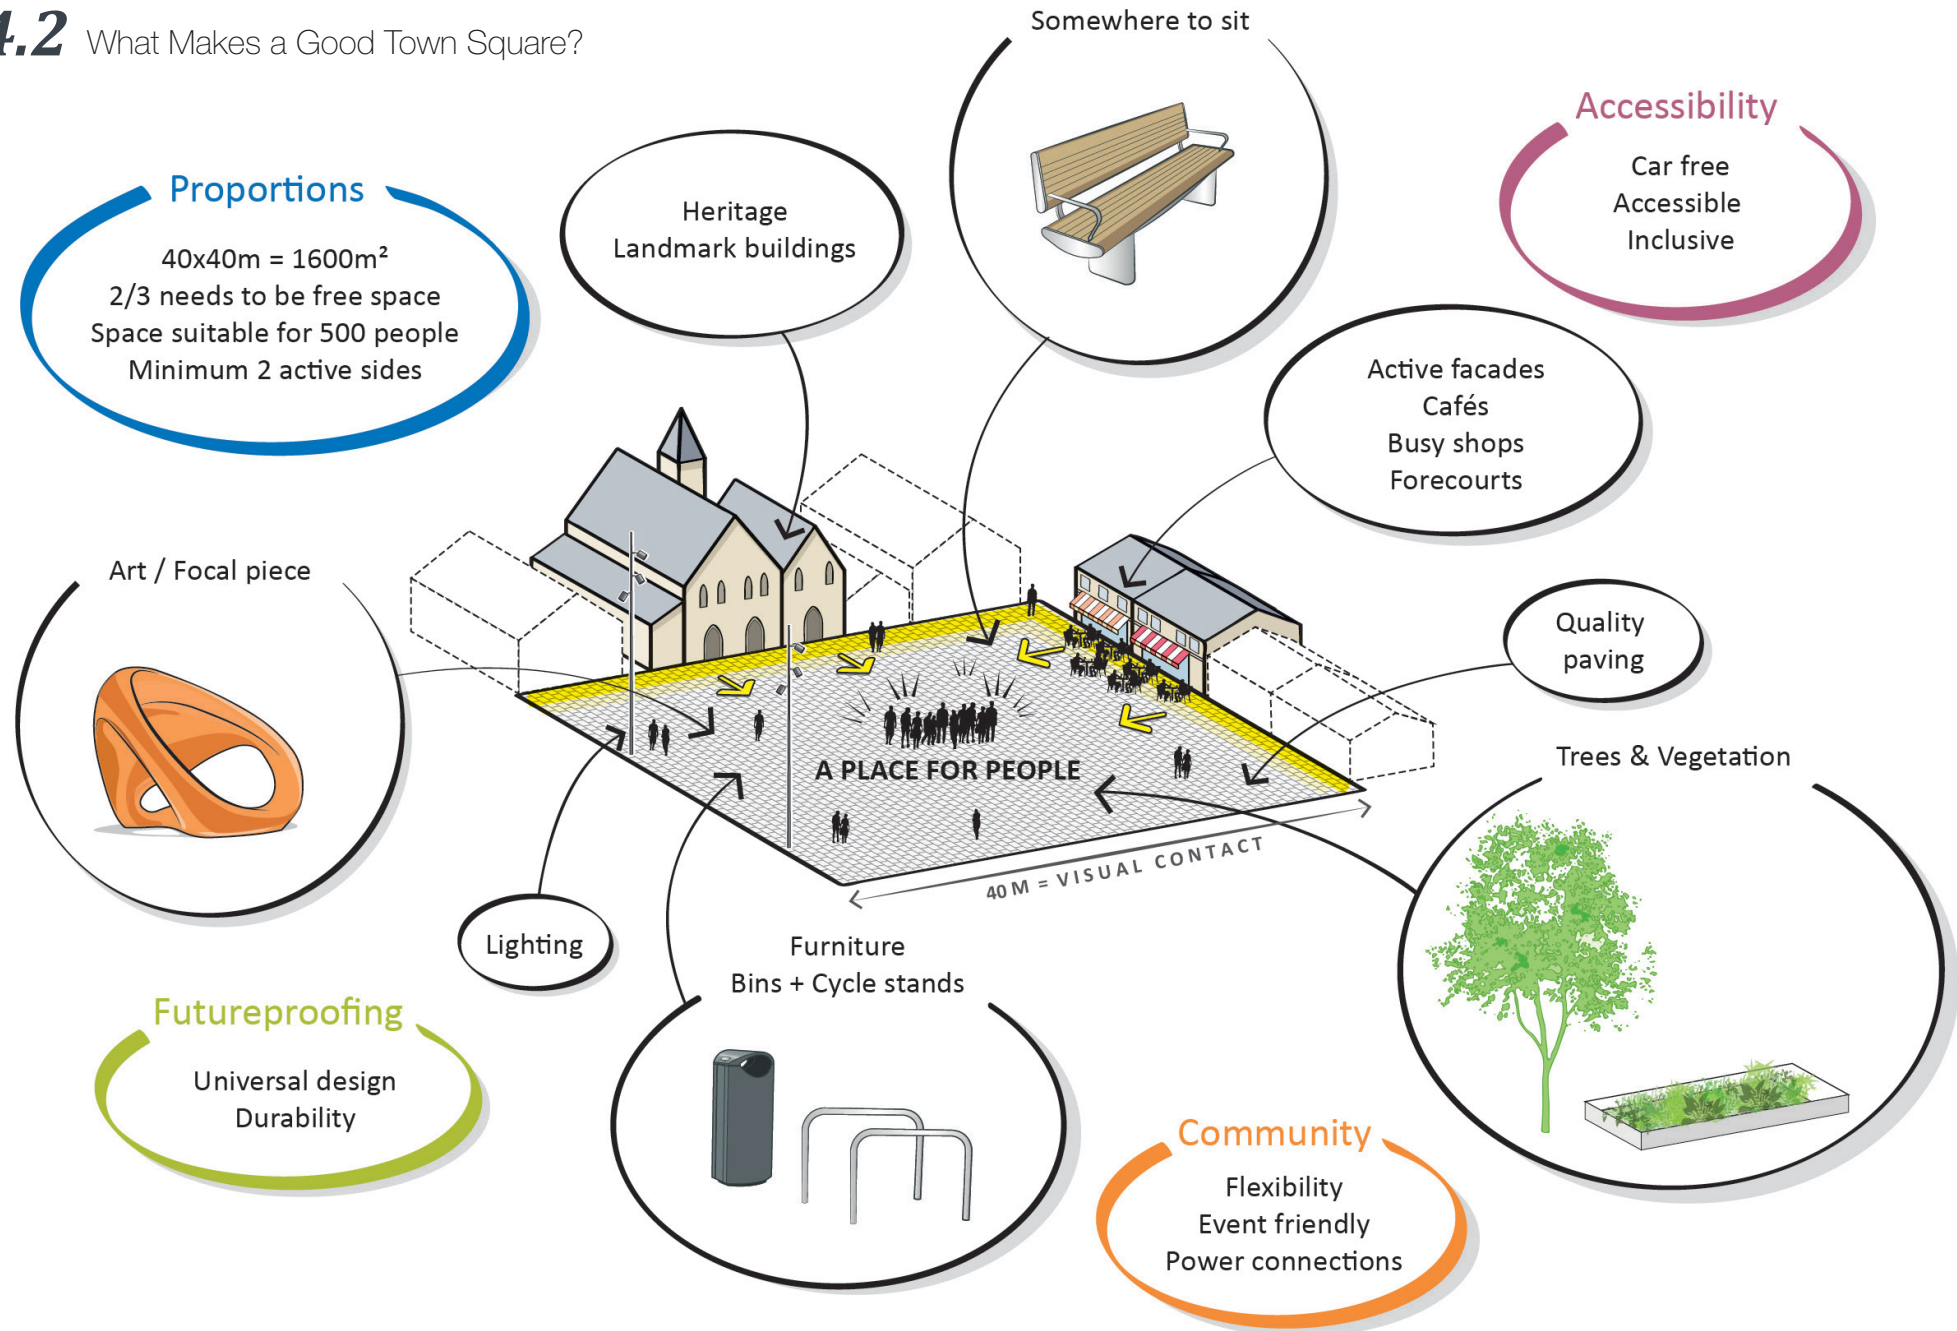 4.2 What Makes a Good Town Square?
Somewhere to sit
Accessibility
Car free
Accessible
Inclusive
Proportions
40x40m = 1600m²
2/3 needs to be free space
Space suitable for 500 people
Minimum 2 active sides
Heritage
Landmark buildings
Active facades
Cafés
Busy shops
Forecourts
Art / Focal piece
Quality
paving
Trees & Vegetation
A PLACE FOR PEOPLE
40 M = VISUAL CONTACT
Lighting
Furniture
Bins + Cycle stands
Futureproofing
Universal design
Durability
Community
Flexibility
Event friendly
Power connections